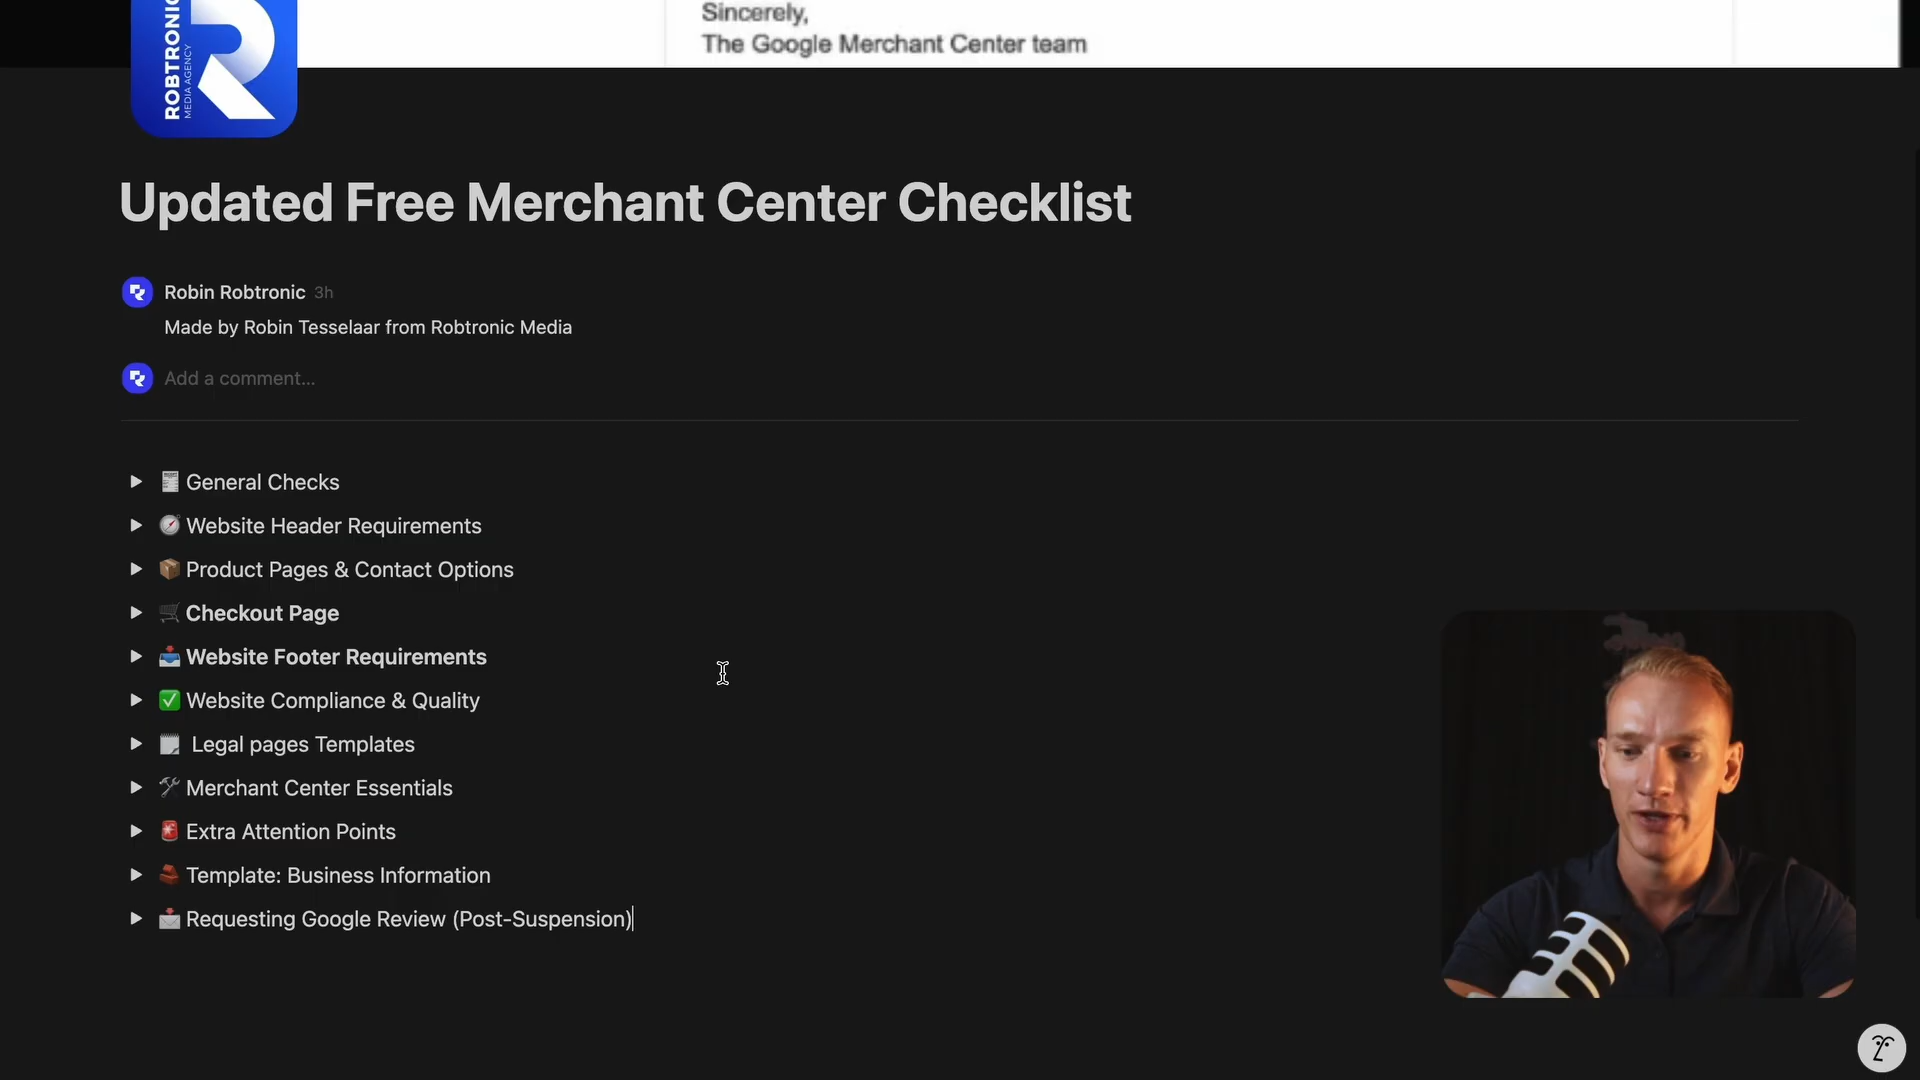 Sincerely,
The Google Merchant Center team
ROBTRONIC
MEDIA AGENCY
Updated Free Merchant Center Checklist
Robin Robtronic 3h
Made by Robin Tesselaar from Robtronic Media
Add a comment...
General Checks
Website Header Requirements
Product Pages & Contact Options
Checkout Page
Website Footer Requirements
Website Compliance & Quality
Legal pages Templates
Merchant Center Essentials
Extra Attention Points
Template: Business Information
Requesting Google Review (Post-Suspension)